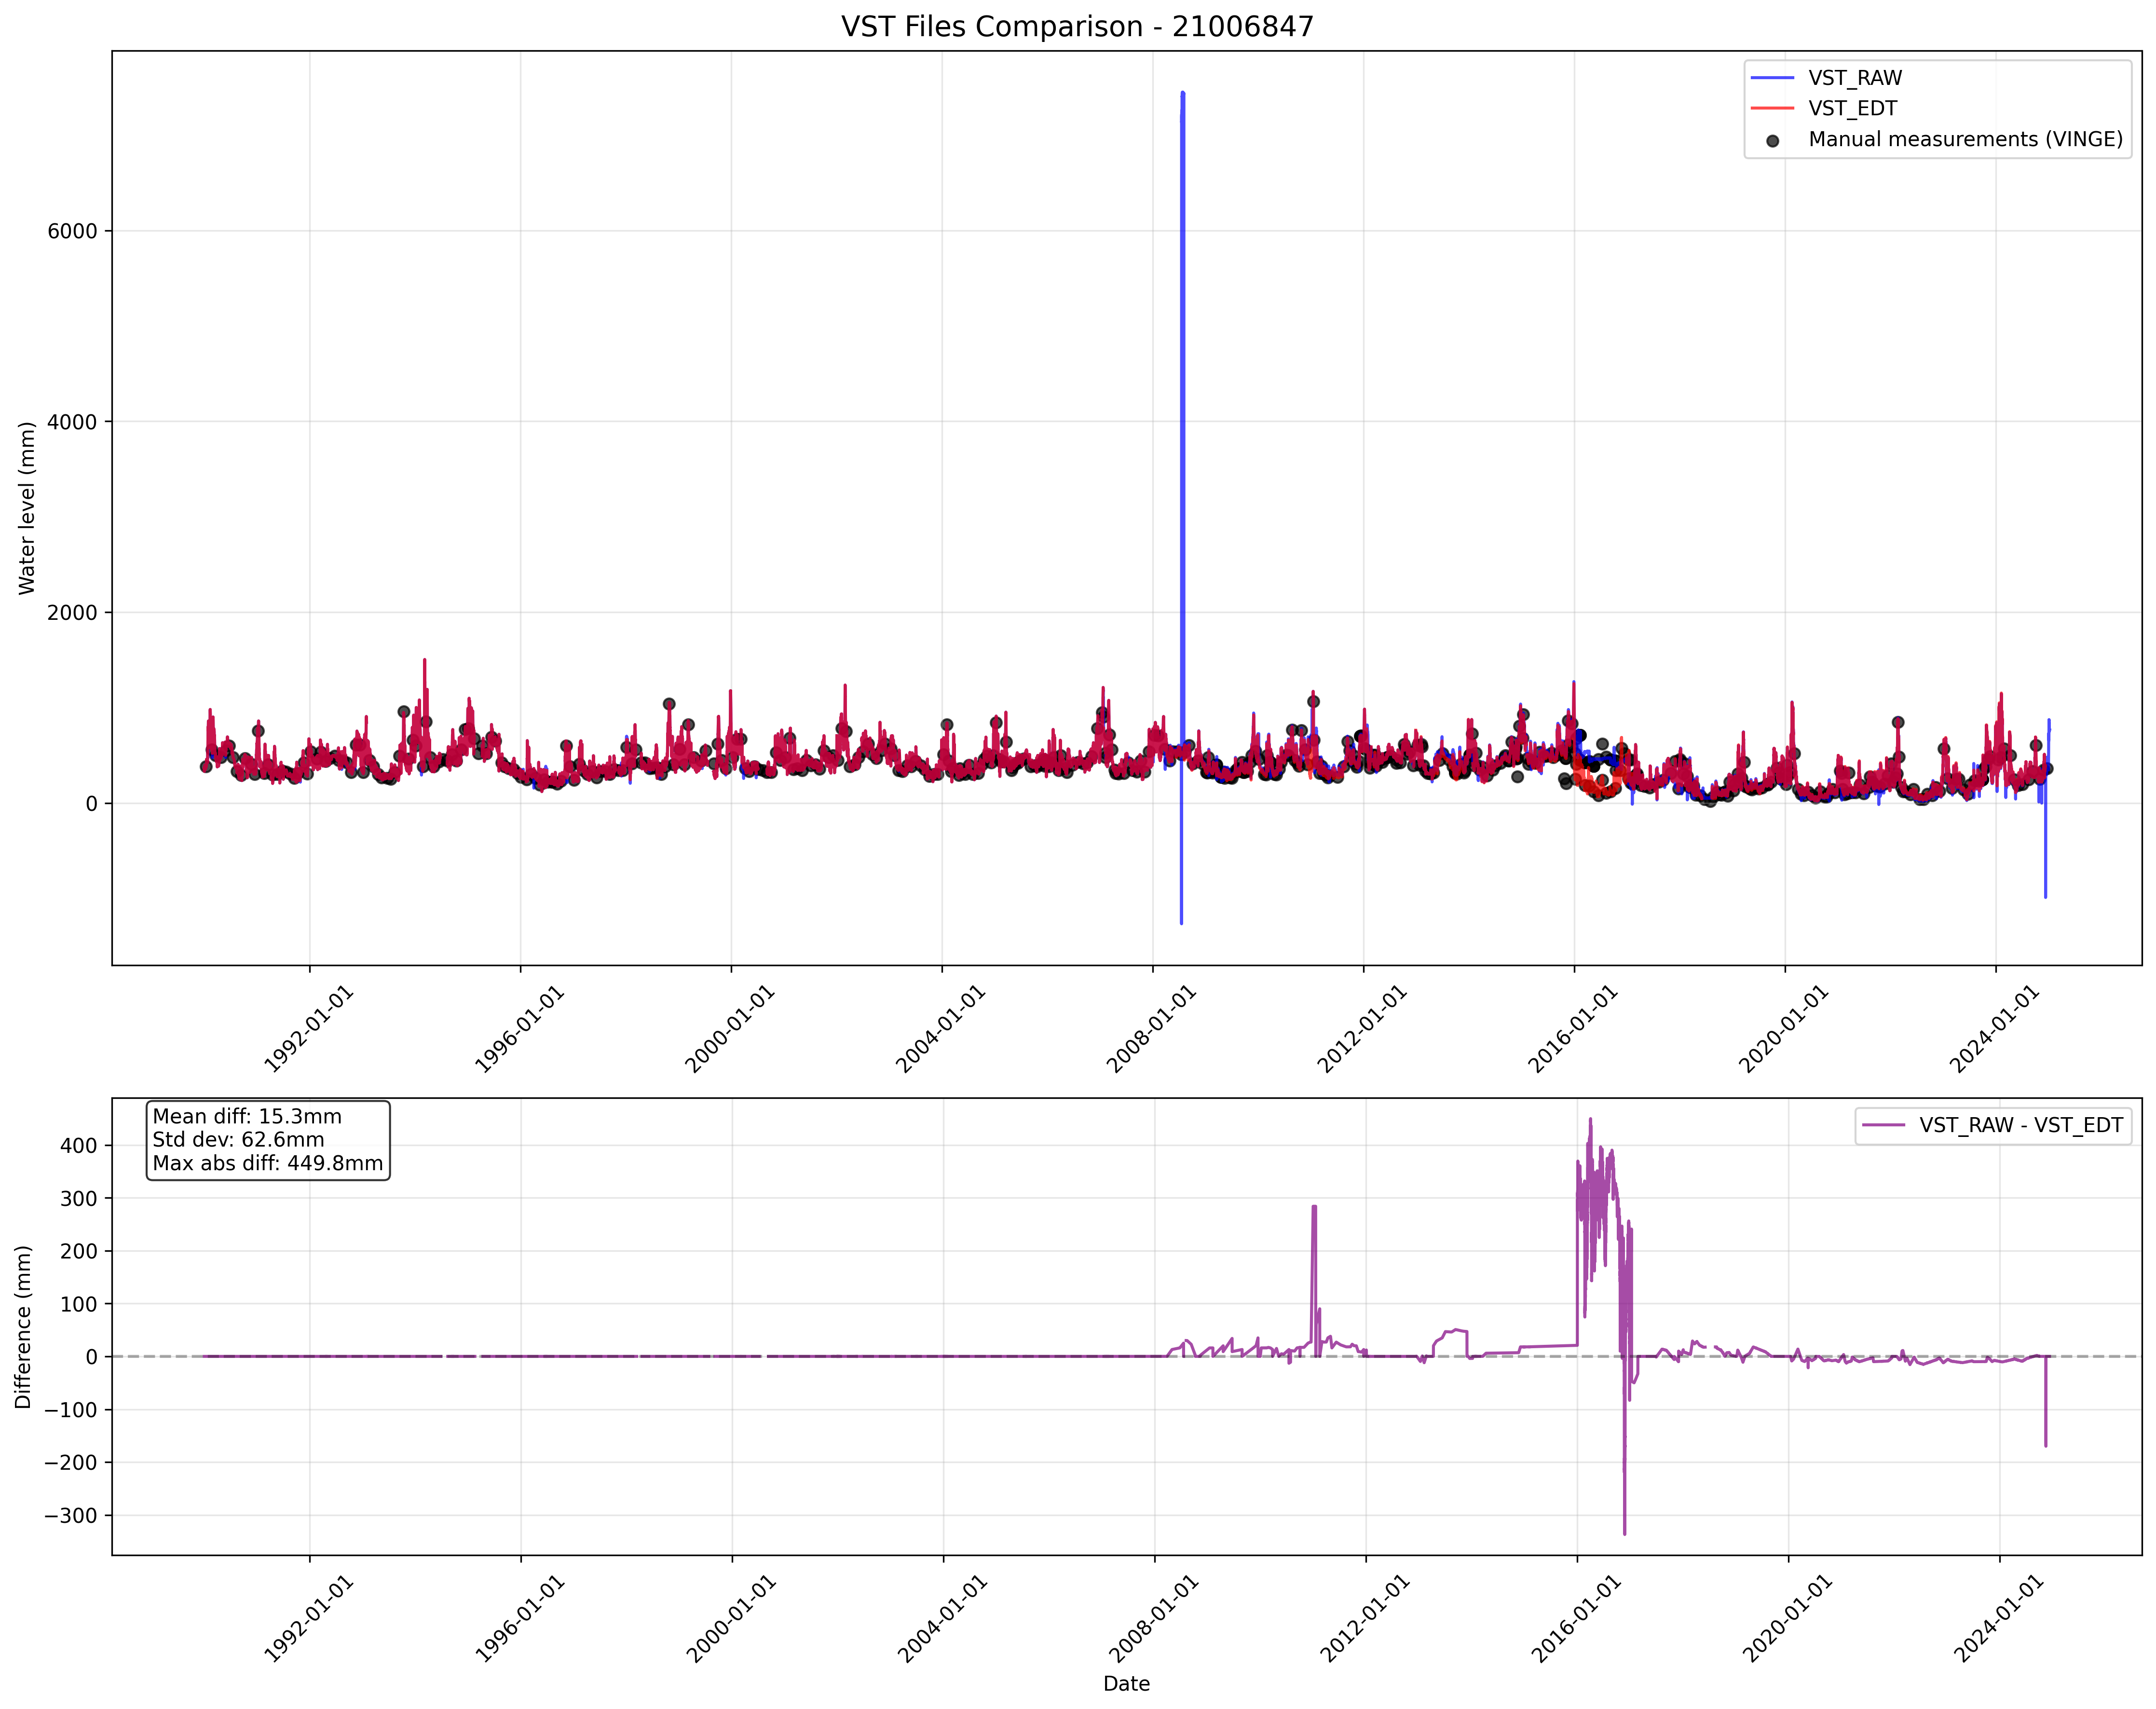 VST Files Comparison - 21006847
VST_RAW
VST_EDT
Manual measurements (VINGE)
Water level (mm)
6000
4000
2000
0
1992-01-01
1996-01-01
2000-01-01
2004-01-01
2008-01-01
2012-01-01
2016-01-01
2020-01-01
2024-01-01
Mean diff: 15.3mm
Std dev: 62.6mm
Max abs diff: 449.8mm
VST_RAW - VST_EDT
Difference (mm)
400
300
200
100
0
−100
−200
−300
1992-01-01
1996-01-01
2000-01-01
2004-01-01
2008-01-01
2012-01-01
2016-01-01
2020-01-01
2024-01-01
Date